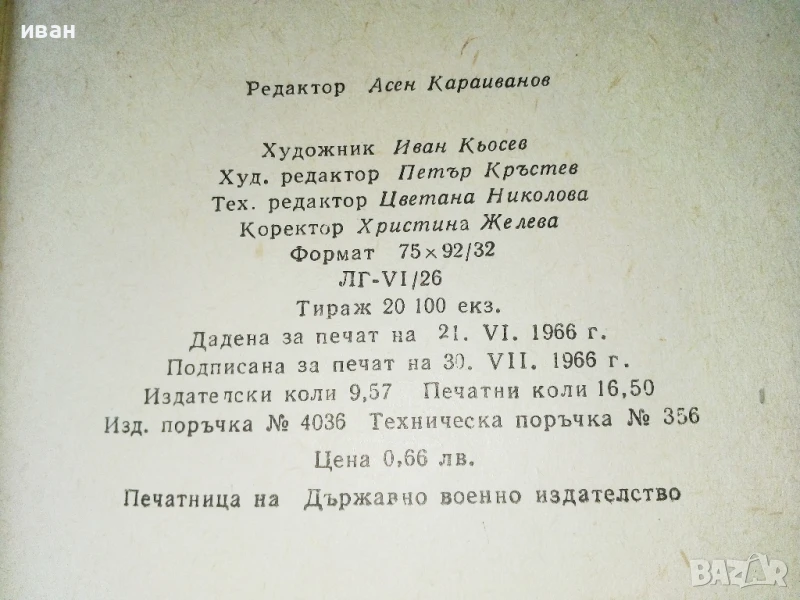 иван
Редактор Асен Караиванов
Художник Иван Кьосев
Худ. редактор Петър Кръстев
Тех. редактор Цветана Николова
Коректор Христина Желева
Формат 75×92/32
ЛГ-VI/26
Тираж 20 100 екз.
Дадена за печат на 21. VI. 1966 г.
Подписана за печат на 30. VII. 1966 г.
Издателски коли 9,57 Печатни коли 16,50
Изд. поръчка № 4036 Техническа поръчка № 356
Цена 0,66 лв.
Печатница на Държавно военно издателство
BAZAR